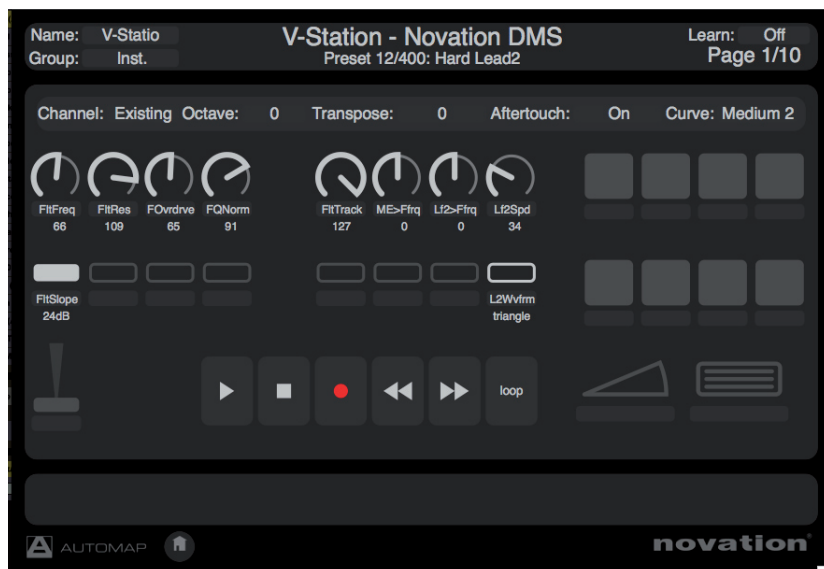 Name: V-Statio V-Station - Novation DMS Learn: Off
Group: Inst. Preset 12/400: Hard Lead2 Page 1/10
Channel: Existing Octave: 0 Transpose: 0 Aftertouch: On Curve: Medium 2
FltFreq FltRes FOvrdrve FQNorm FltTrack ME>Ffrq Lf2>Ffrq Lf2Spd
66 109 65 91 127 0 0 34
FltSlope L2Wvfrm
24dB triangle
loop
A AUTOMAP novation